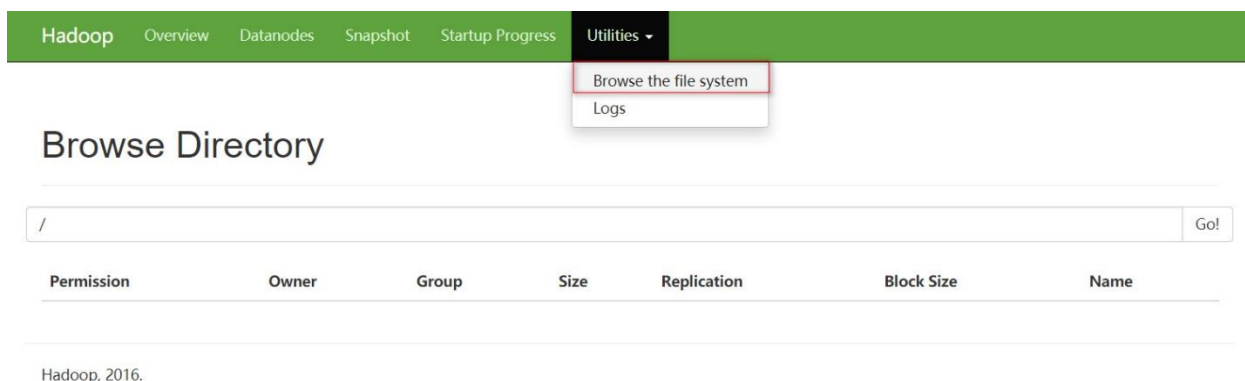 Hadoop Overview Datanodes Snapshot Startup Progress Utilities
Browse the file system
Logs
Browse Directory
/ Go!
Permission Owner Group Size Replication Block Size Name
Hadoop, 2016.